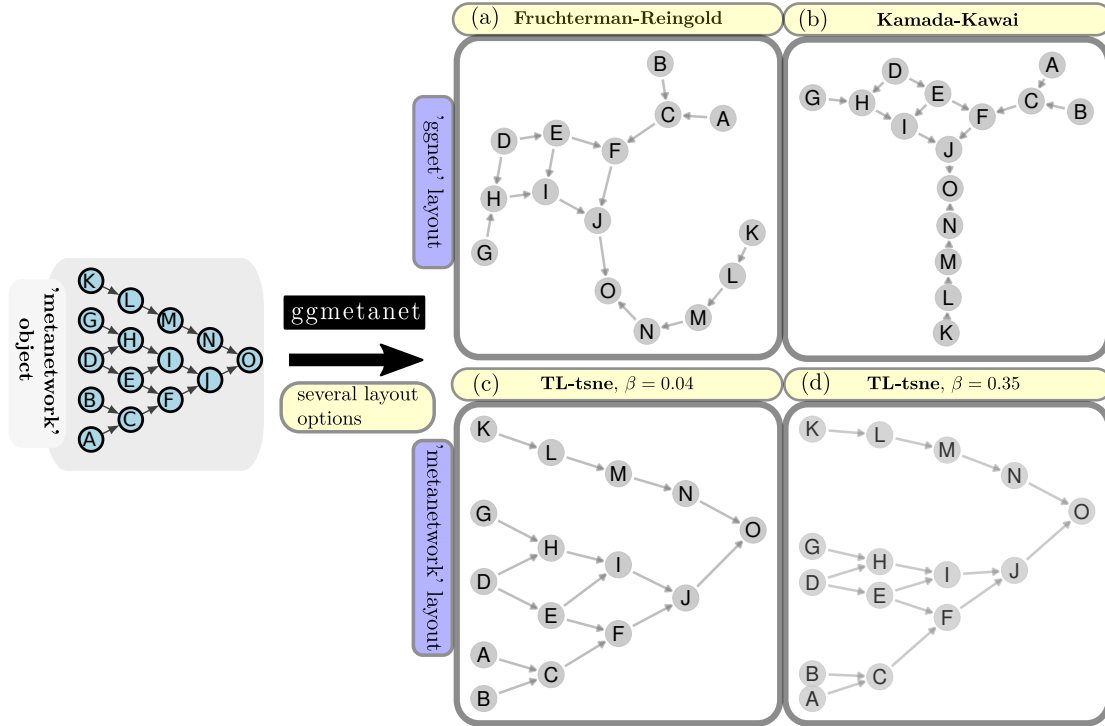 'metanetwork'
object
K
L
G
M
H
N
D
I
O
E
J
B
F
C
A
ggmetanet
several layout
options
'ggnet' layout
'metanetwork' layout
(a) Fruchterman-Reingold
B
C
A
D
E
F
H
I
J
G
K
L
O
M
N
(b) Kamada-Kawai
A
D
E
C
G
H
B
F
I
J
O
N
M
L
K
(c) TL-tsne, β = 0.04
K
L
M
N
G
O
H
I
D
J
E
F
A
C
B
(d) TL-tsne, β = 0.35
K
L
M
N
O
G
H
I
J
D
E
F
B
C
A